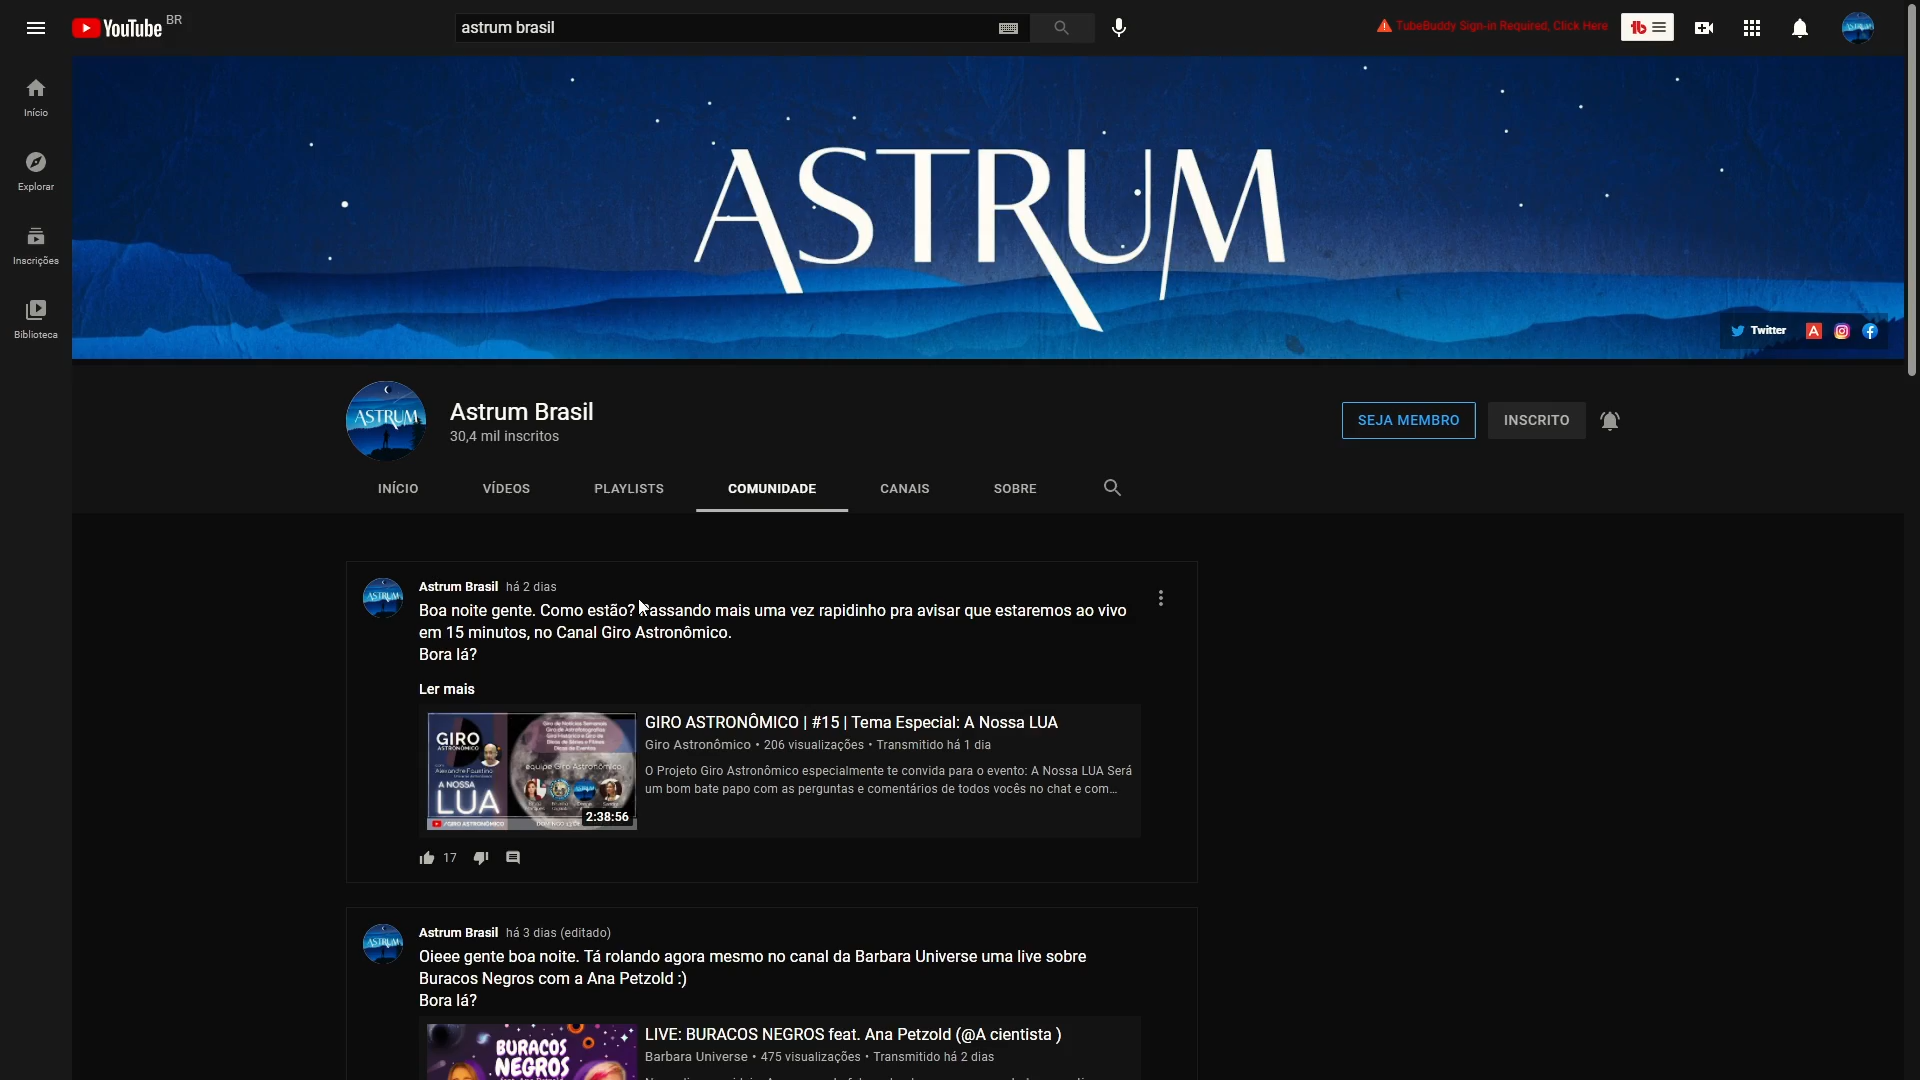 YouTube BR
astrum brasil
TubeBuddy Sign-in Required, Click Here
tb
Início
Explorar
Inscrições
Biblioteca
ASTRUM
Twitter
ASTRUM
Astrum Brasil
30,4 mil inscritos
SEJA MEMBRO
INSCRITO
INÍCIO
VÍDEOS
PLAYLISTS
COMUNIDADE
CANAIS
SOBRE
ASTRUM
Astrum Brasil há 2 dias
Boa noite gente. Como estão? Passando mais uma vez rapidinho pra avisar que estaremos ao vivo
em 15 minutos, no Canal Giro Astronômico.
Bora lá?
Ler mais
GIRO
ASTRONÔMICO
A NOSSA
LUA
equipe Giro Astronômico
2:38:56
GIRO ASTRONÔMICO | #15 | Tema Especial: A Nossa LUA
Giro Astronômico • 206 visualizações • Transmitido há 1 dia
O Projeto Giro Astronômico especialmente te convida para o evento: A Nossa LUA Será
um bom bate papo com as perguntas e comentários de todos vocês no chat e com...
17
ASTRUM
Astrum Brasil há 3 dias (editado)
Oieee gente boa noite. Tá rolando agora mesmo no canal da Barbara Universe uma live sobre
Buracos Negros com a Ana Petzold :)
Bora lá?
BURACOS
NEGROS
LIVE: BURACOS NEGROS feat. Ana Petzold (@A cientista )
Barbara Universe • 475 visualizações • Transmitido há 2 dias